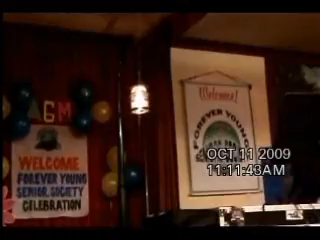 AGM
WELCOME
FOREVER YOUNG
SENIOR SOCIETY
CELEBRATION
Welcome!
FOREVER YOUNG
OCT 11 2009
11:11:43AM